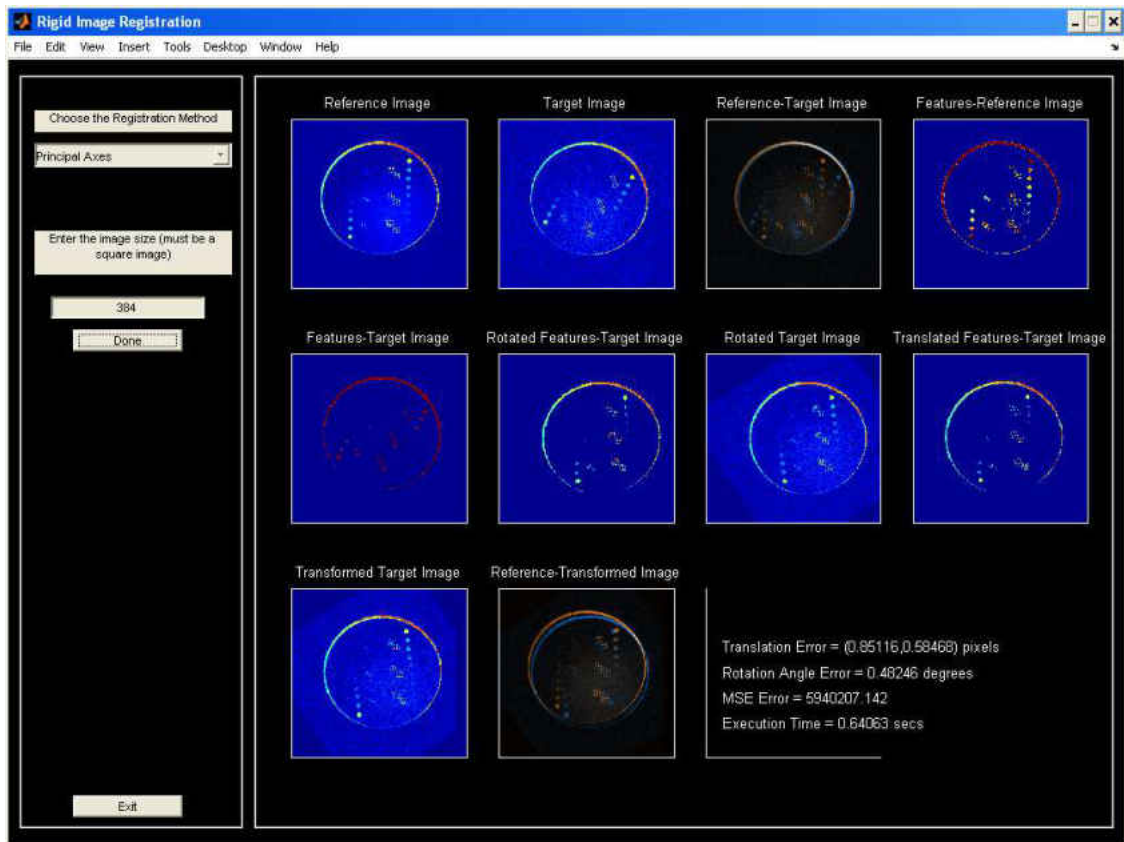 Rigid Image Registration
File Edit View Insert Tools Desktop Window Help
Choose the Registration Method
Principal Axes
Enter the image size (must be a
square image)
384
Done
Exit
Reference Image
Target Image
Reference-Target Image
Features-Reference Image
Features-Target Image
Rotated Features-Target Image
Rotated Target Image
Translated Features-Target Image
Transformed Target Image
Reference-Transformed Image
Translation Error = (0.85116,0.58468) pixels
Rotation Angle Error = 0.48246 degrees
MSE Error = 5940207.142
Execution Time = 0.64063 secs